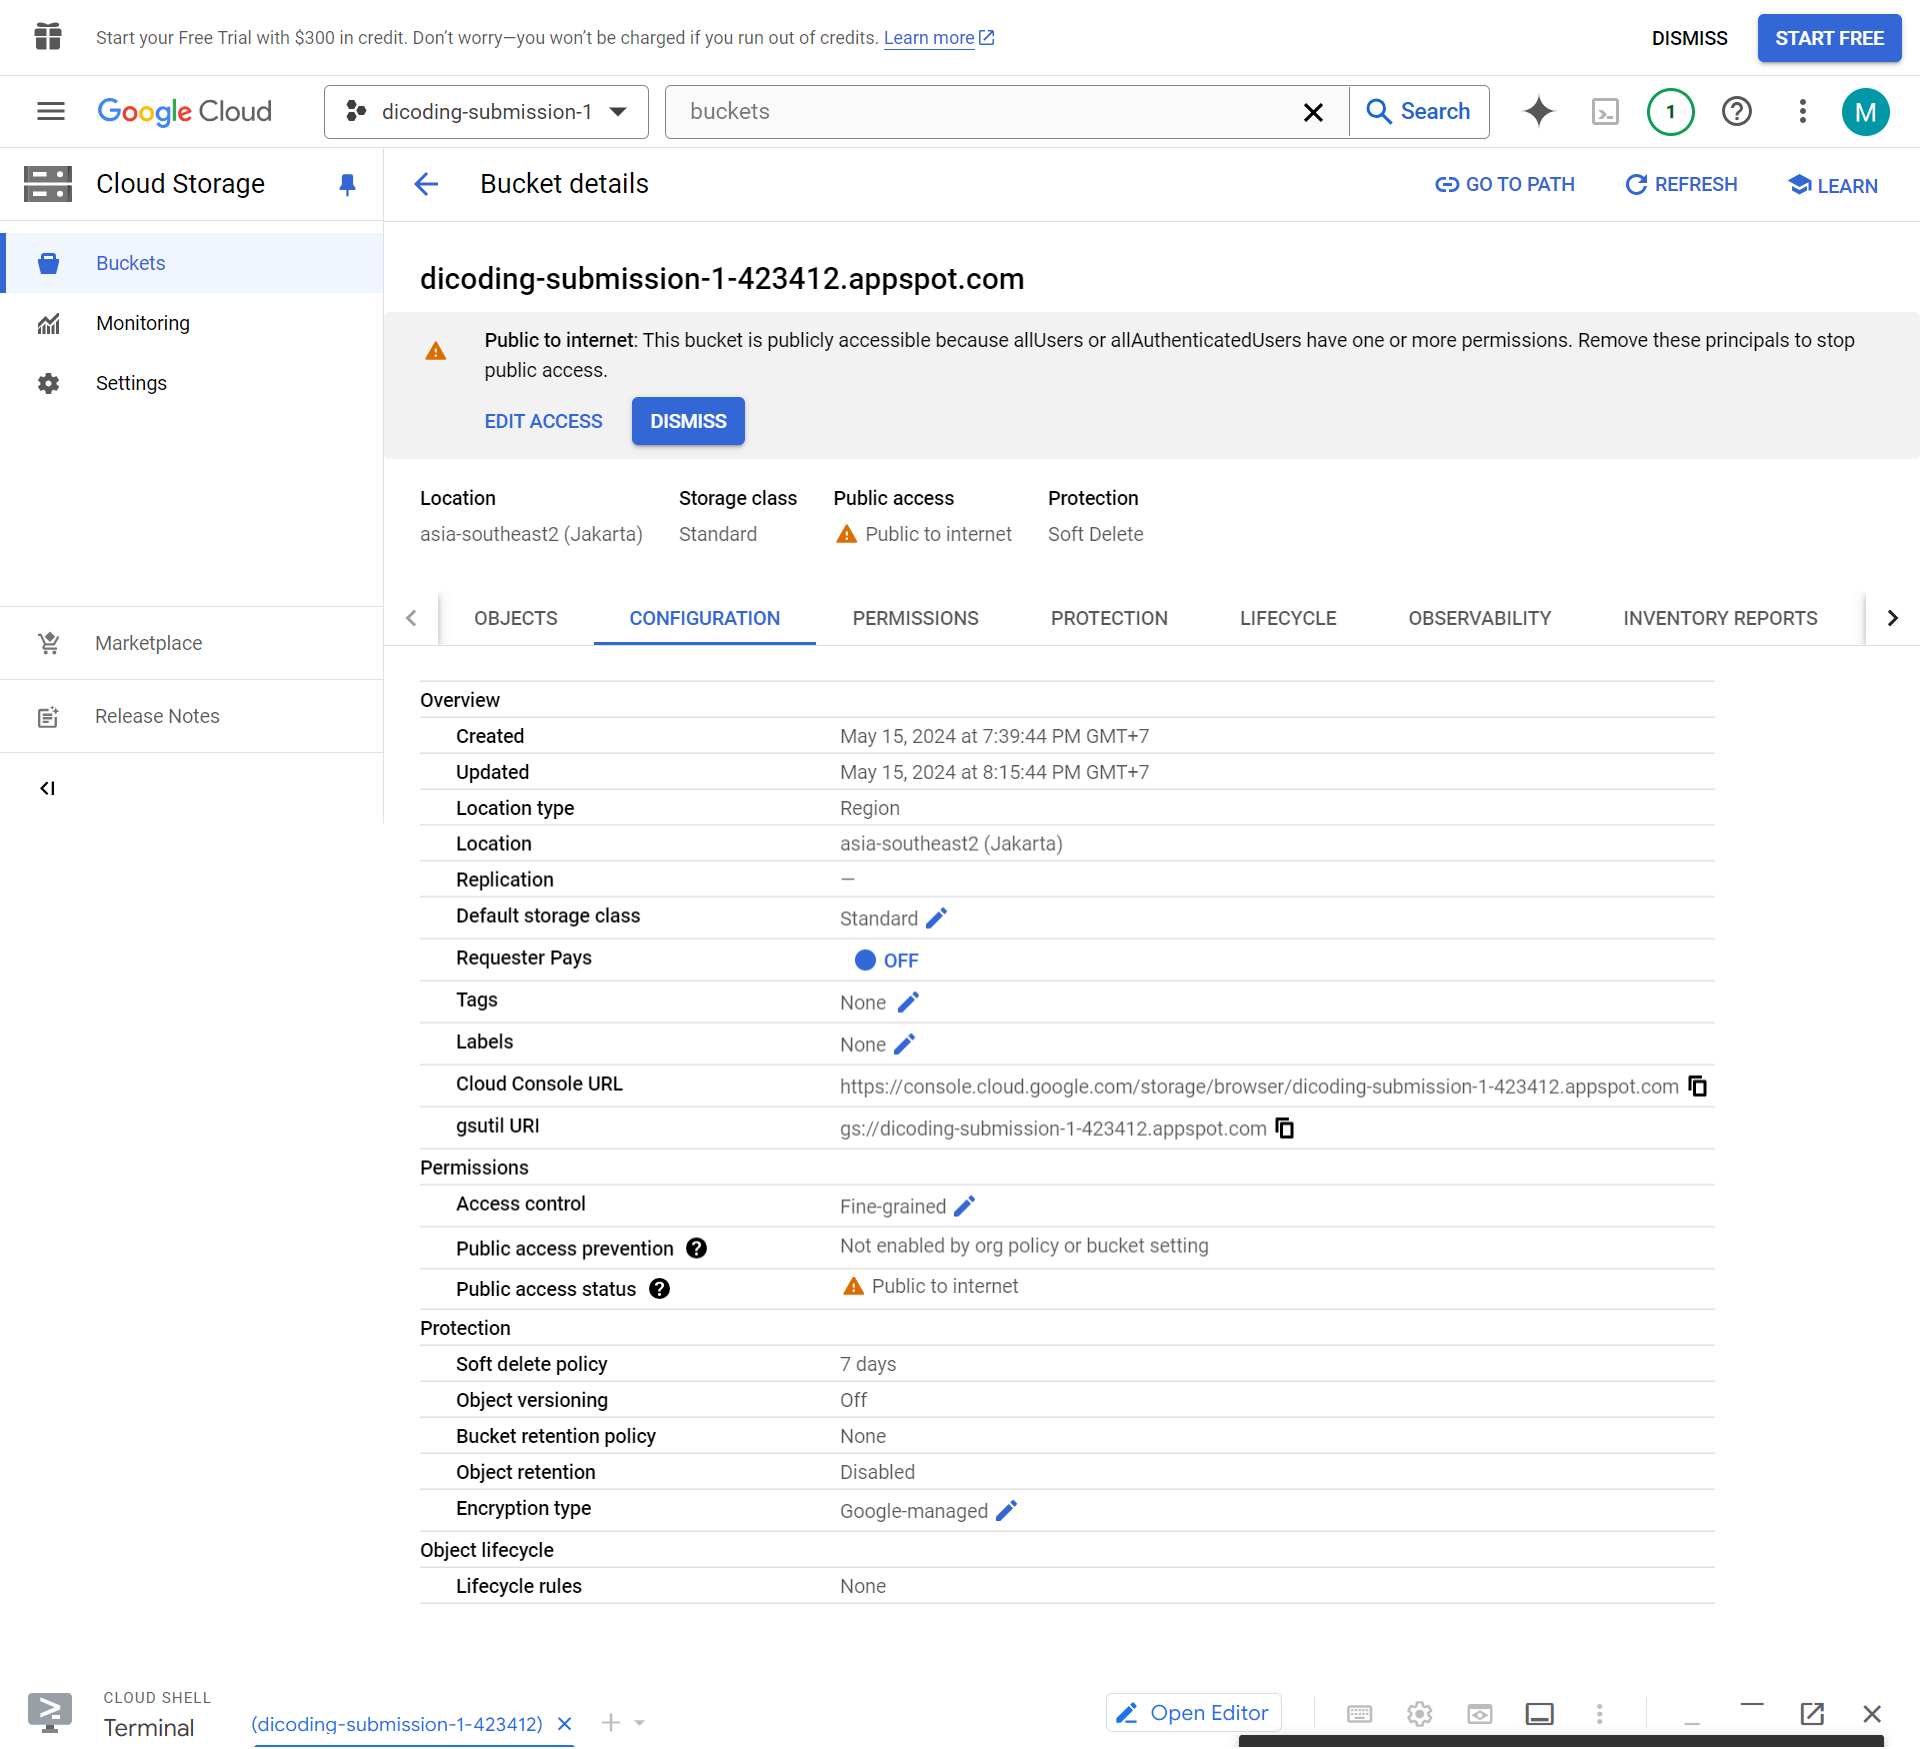 Start your Free Trial with $300 in credit. Don’t worry—you won’t be charged if you run out of credits. Learn more
DISMISS
START FREE
Google Cloud
dicoding-submission-1
buckets
Search
1
M
Cloud Storage
Bucket details
GO TO PATH
REFRESH
LEARN
Buckets
Monitoring
Settings
Marketplace
Release Notes
dicoding-submission-1-423412.appspot.com
Public to internet: This bucket is publicly accessible because allUsers or allAuthenticatedUsers have one or more permissions. Remove these principals to stop
public access.
EDIT ACCESS
DISMISS
Location
Storage class
Public access
Protection
asia-southeast2 (Jakarta)
Standard
Public to internet
Soft Delete
OBJECTS
CONFIGURATION
PERMISSIONS
PROTECTION
LIFECYCLE
OBSERVABILITY
INVENTORY REPORTS
Overview
Created May 15, 2024 at 7:39:44 PM GMT+7
Updated May 15, 2024 at 8:15:44 PM GMT+7
Location type Region
Location asia-southeast2 (Jakarta)
Replication —
Default storage class Standard
Requester Pays OFF
Tags None
Labels None
Cloud Console URL https://console.cloud.google.com/storage/browser/dicoding-submission-1-423412.appspot.com
gsutil URI gs://dicoding-submission-1-423412.appspot.com
Permissions
Access control Fine-grained
Public access prevention Not enabled by org policy or bucket setting
Public access status Public to internet
Protection
Soft delete policy 7 days
Object versioning Off
Bucket retention policy None
Object retention Disabled
Encryption type Google-managed
Object lifecycle
Lifecycle rules None
CLOUD SHELL
Terminal
(dicoding-submission-1-423412)
Open Editor